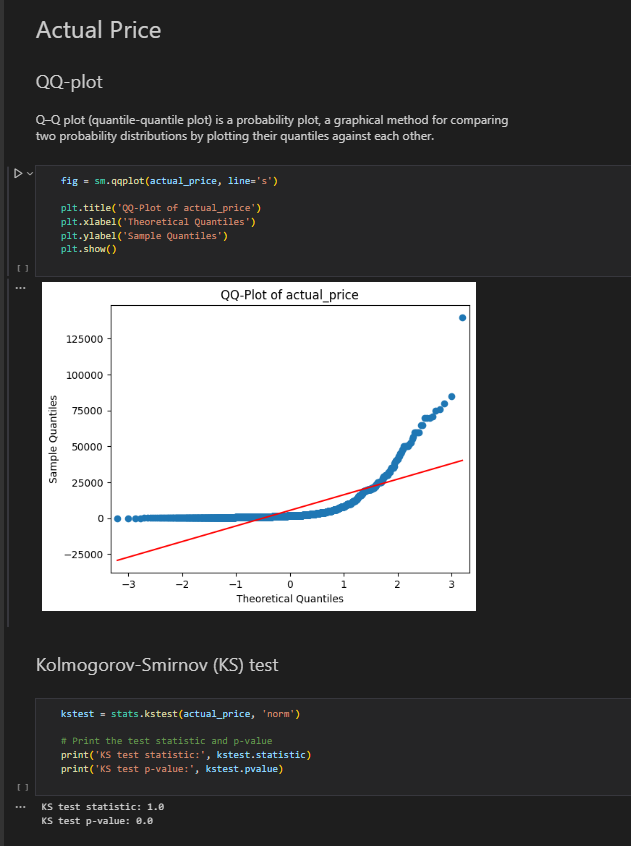 Actual Price
QQ-plot
Q–Q plot (quantile-quantile plot) is a probability plot, a graphical method for comparing
two probability distributions by plotting their quantiles against each other.
fig = sm.qqplot(actual_price, line='s')
plt.title('QQ-Plot of actual_price')
plt.xlabel('Theoretical Quantiles')
plt.ylabel('Sample Quantiles')
plt.show()
[ ]
...
QQ-Plot of actual_price
125000
100000
75000
50000
25000
0
−25000
Sample Quantiles
−3 −2 −1 0 1 2 3
Theoretical Quantiles
Kolmogorov-Smirnov (KS) test
kstest = stats.kstest(actual_price, 'norm')
# Print the test statistic and p-value
print('KS test statistic:', kstest.statistic)
print('KS test p-value:', kstest.pvalue)
[ ]
...
KS test statistic: 1.0
KS test p-value: 0.0